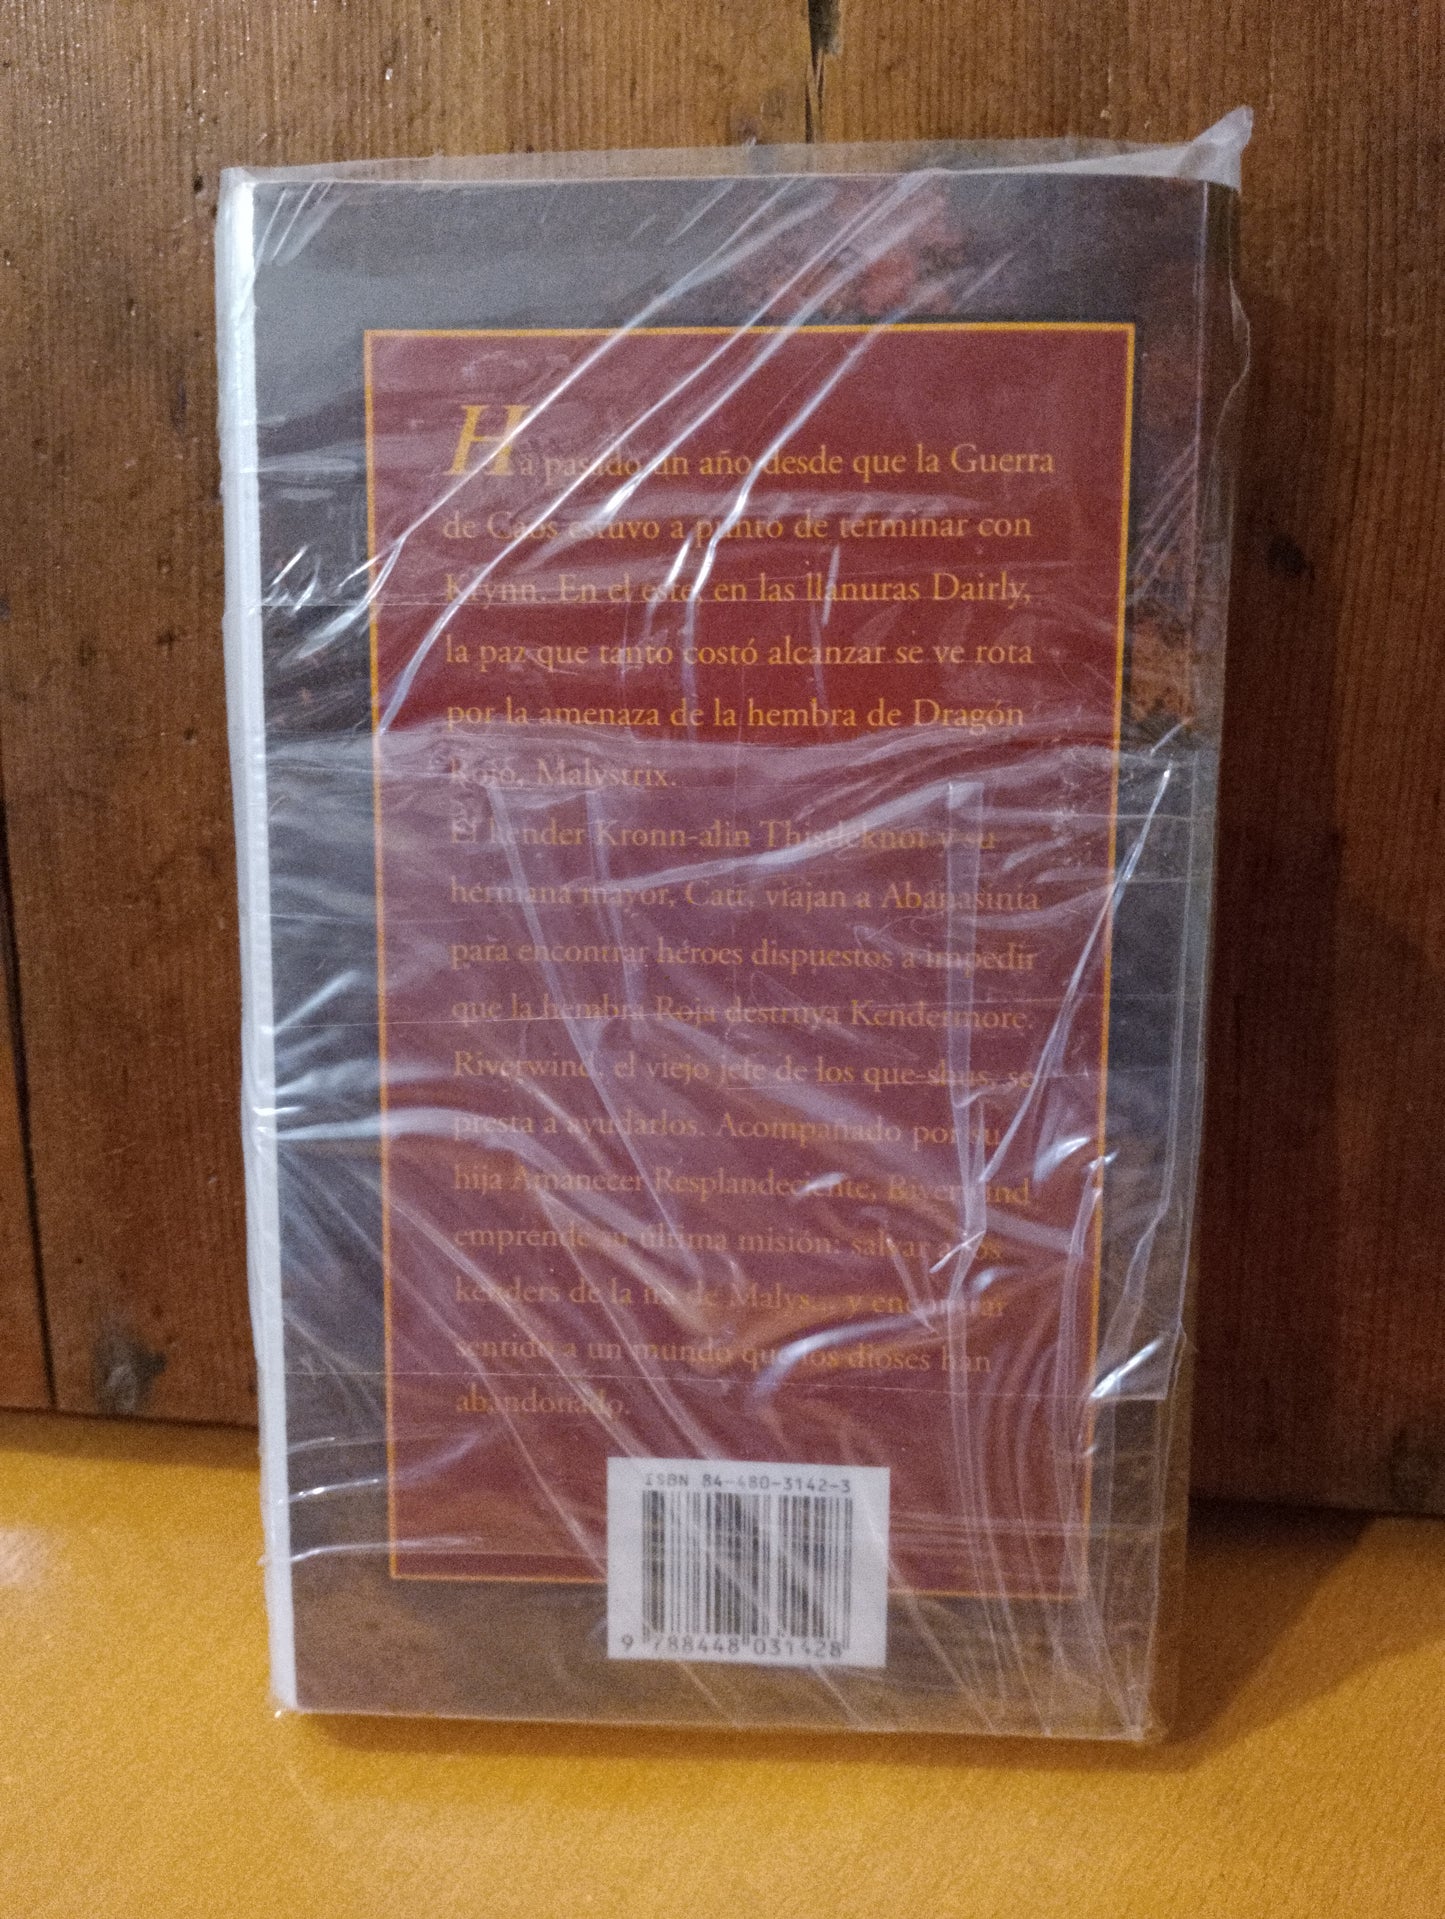 Ha pasado un año desde que la Guerra
de Caos estuvo a punto de terminar con
Krynn. En el este, en las llanuras Dairly,
la paz que tanto costó alcanzar se ve rota
por la amenaza de la hembra de Dragón
Rojo, Malystrix.
El kender Kronn-alin Thistleknot y su
hermana mayor, Catt, viajan a Abanasinia
para encontrar héroes dispuestos a impedir
que la hembra Roja destruya Kendermore.
Riverwind, el viejo jefe de los que-shus, se
presta a ayudarlos. Acompañado por su
hija Amanecer Resplandeciente, Riverwind
emprende su última misión: salvar a los
kenders de la ira de Malys... y encontrar
sentido a un mundo que los dioses han
abandonado.
ISBN 84-480-3142-3
9 788448 031428